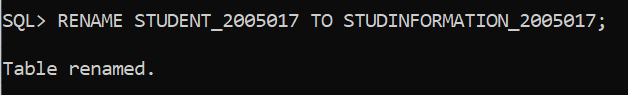 SQL> RENAME STUDENT_2005017 TO STUDINFORMATION_2005017;
Table renamed.